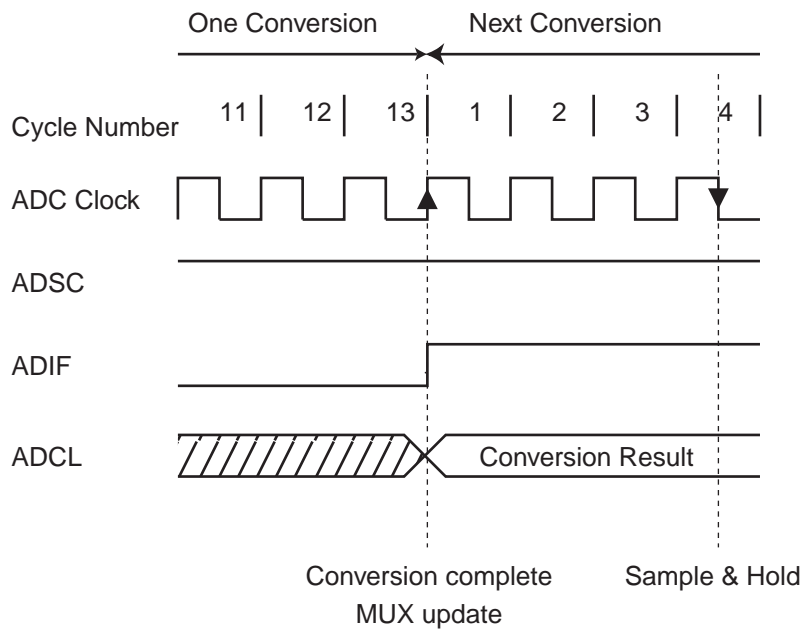 One Conversion Next Conversion
Cycle Number 11 12 13 1 2 3 4
ADC Clock
ADSC
ADIF
ADCL Conversion Result
Conversion complete Sample & Hold
MUX update